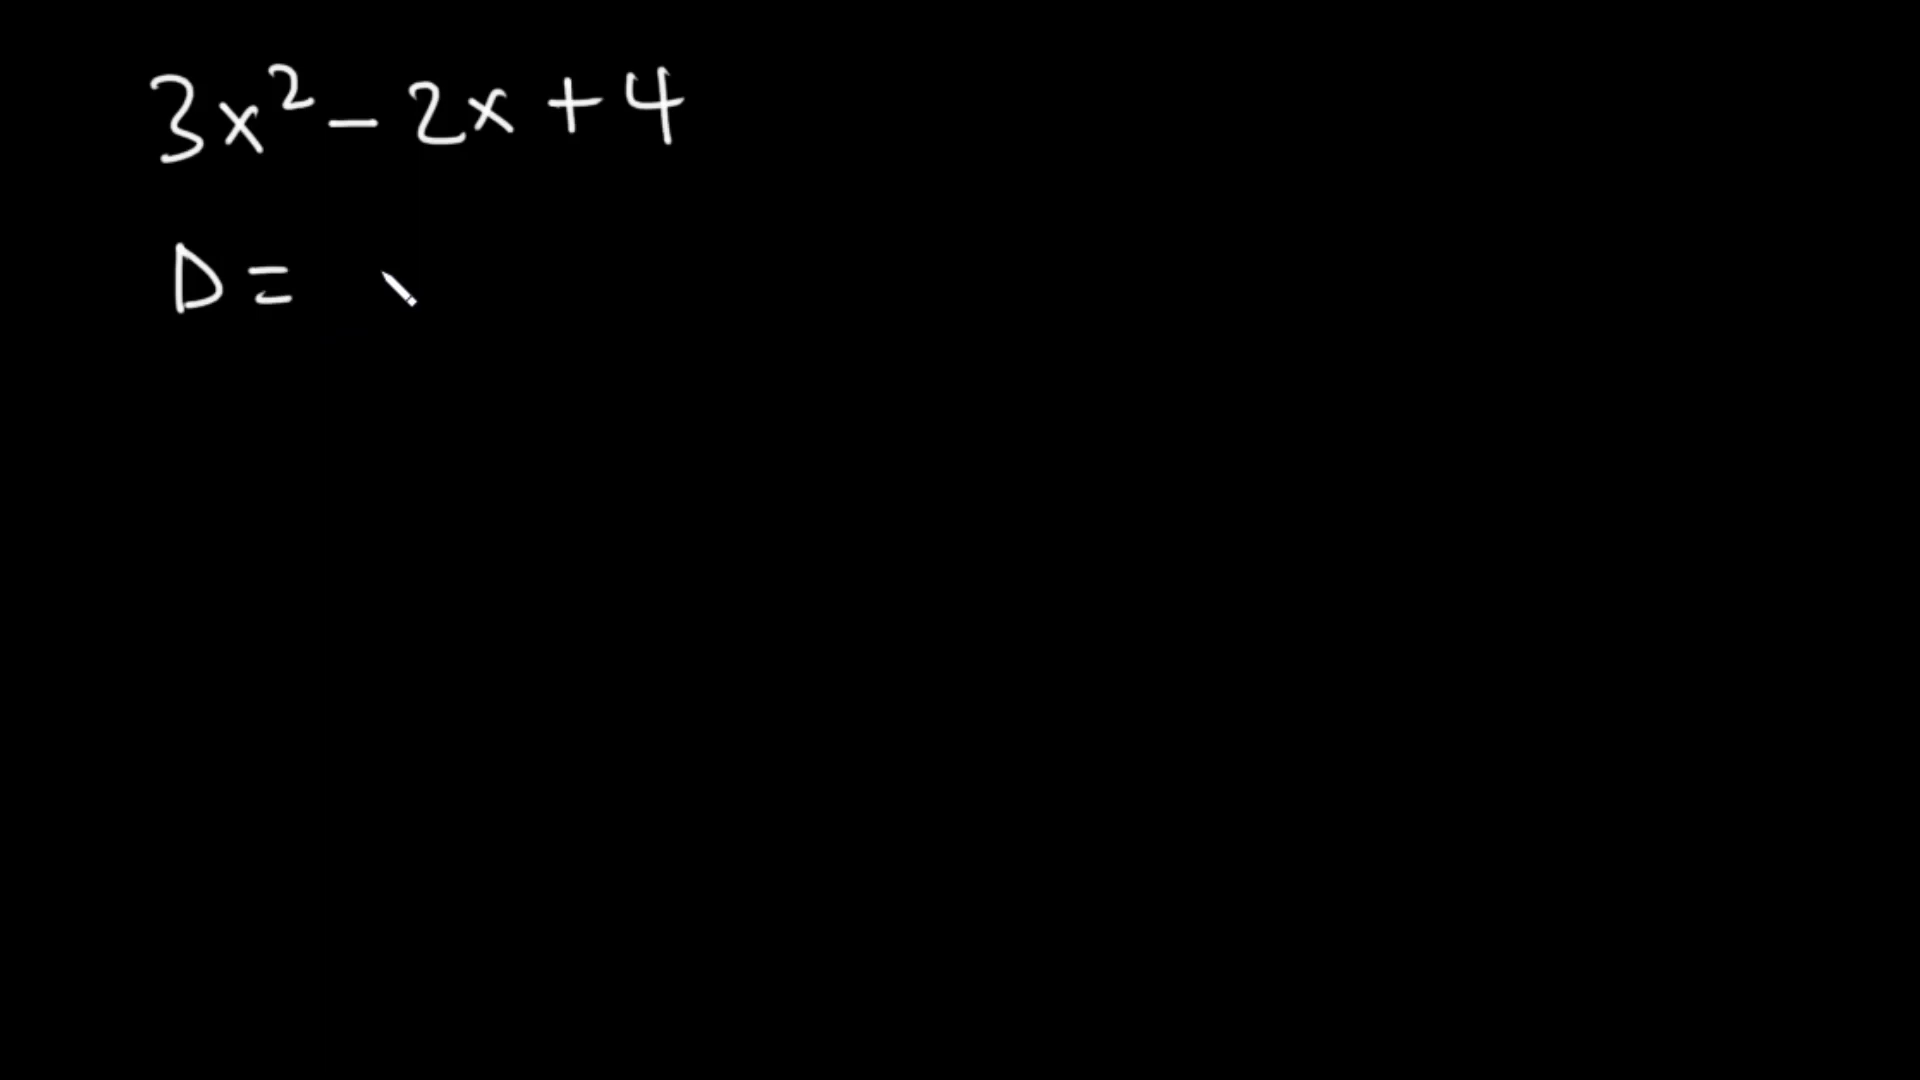 3x² - 2x + 4
D =